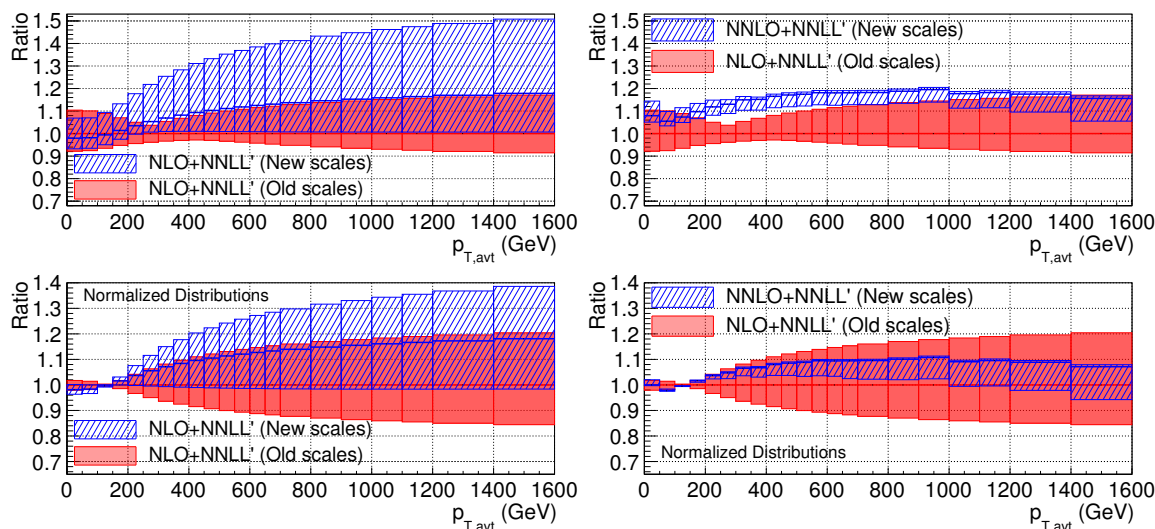 Ratio
1.5
1.4
1.3
1.2
1.1
1.0
0.9
0.8
0.7
NLO+NNLL' (New scales)
NLO+NNLL' (Old scales)
0 200 400 600 800 1000 1200 1400 1600
p_T,avt (GeV)
Ratio
1.5
1.4
1.3
1.2
1.1
1.0
0.9
0.8
0.7
NNLO+NNLL' (New scales)
NLO+NNLL' (Old scales)
0 200 400 600 800 1000 1200 1400 1600
p_T,avt (GeV)
Ratio
1.4
1.3
1.2
1.1
1.0
0.9
0.8
0.7
Normalized Distributions
NLO+NNLL' (New scales)
NLO+NNLL' (Old scales)
0 200 400 600 800 1000 1200 1400 1600
p_T,avt (GeV)
Ratio
1.4
1.3
1.2
1.1
1.0
0.9
0.8
0.7
NNLO+NNLL' (New scales)
NLO+NNLL' (Old scales)
Normalized Distributions
0 200 400 600 800 1000 1200 1400 1600
p_T,avt (GeV)